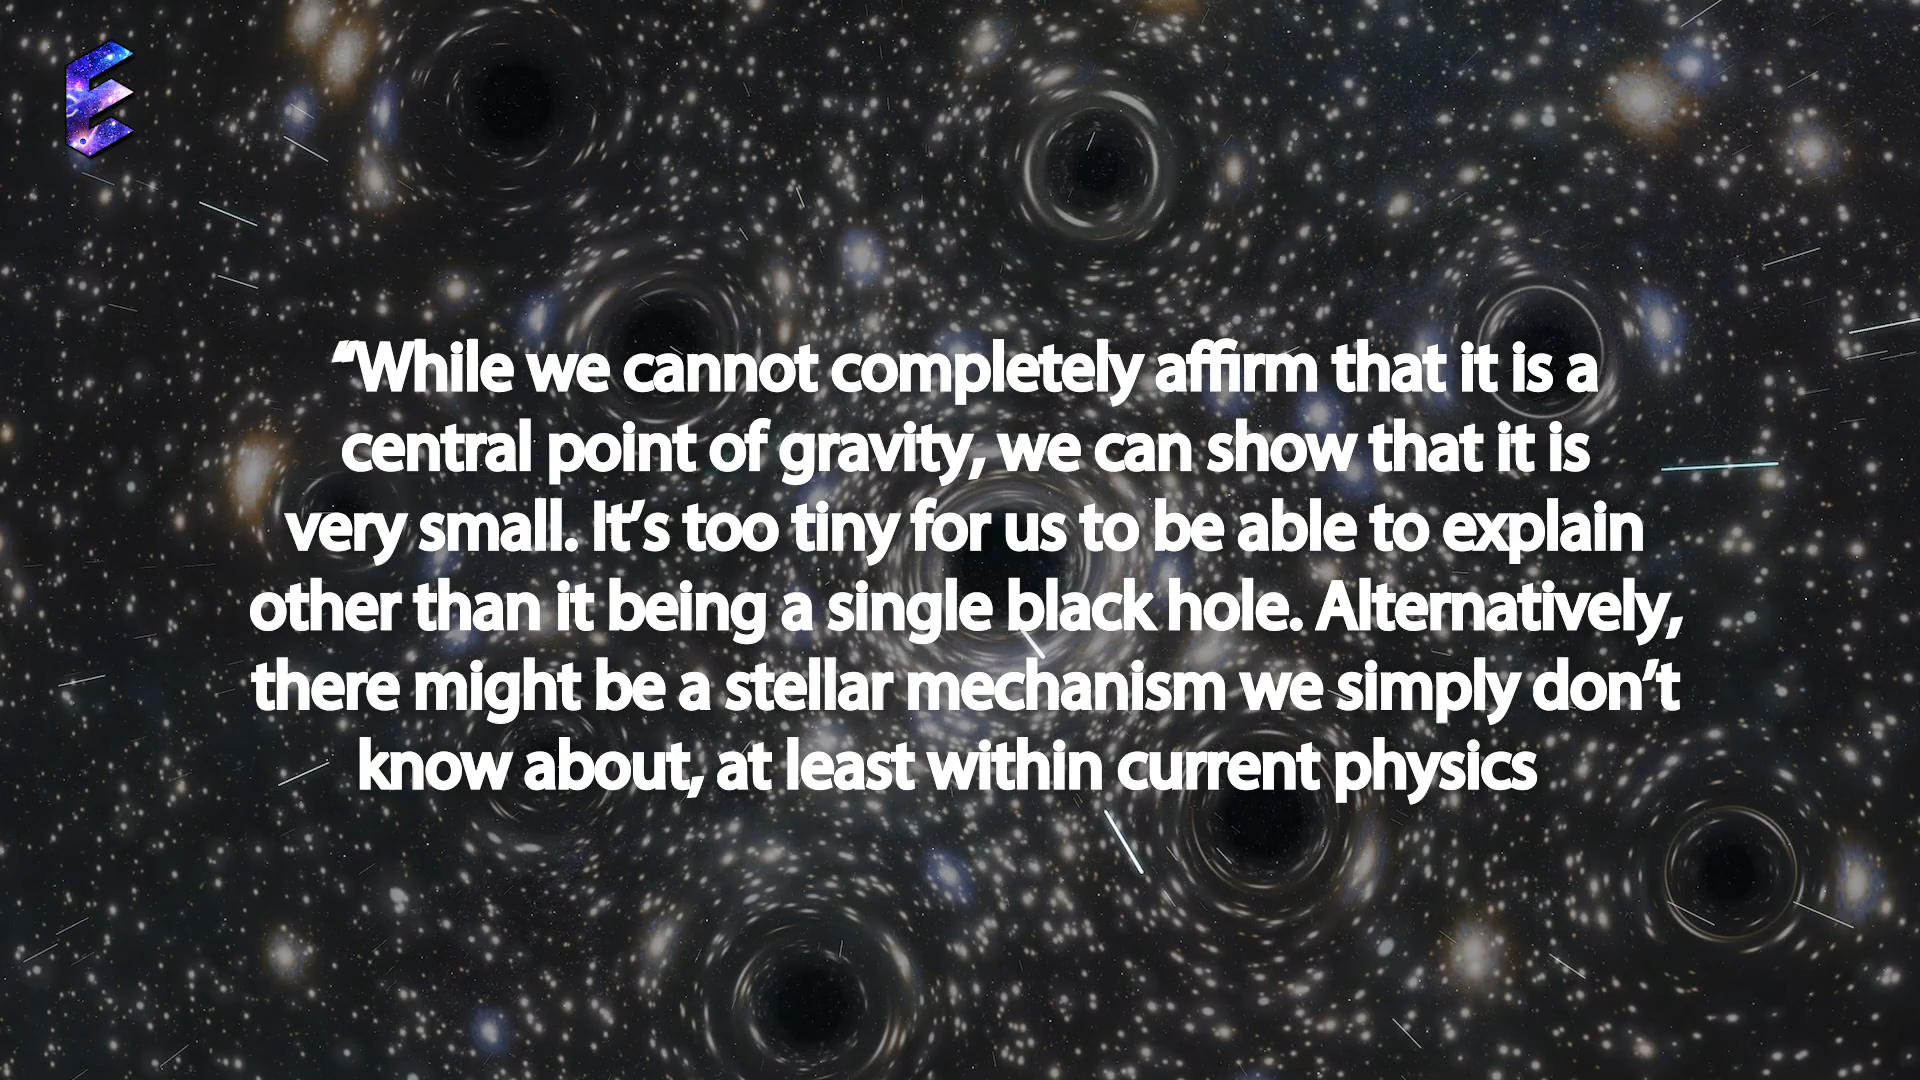 E
“While we cannot completely affirm that it is a
central point of gravity, we can show that it is
very small. It’s too tiny for us to be able to explain
other than it being a single black hole. Alternatively,
there might be a stellar mechanism we simply don’t
know about, at least within current physics